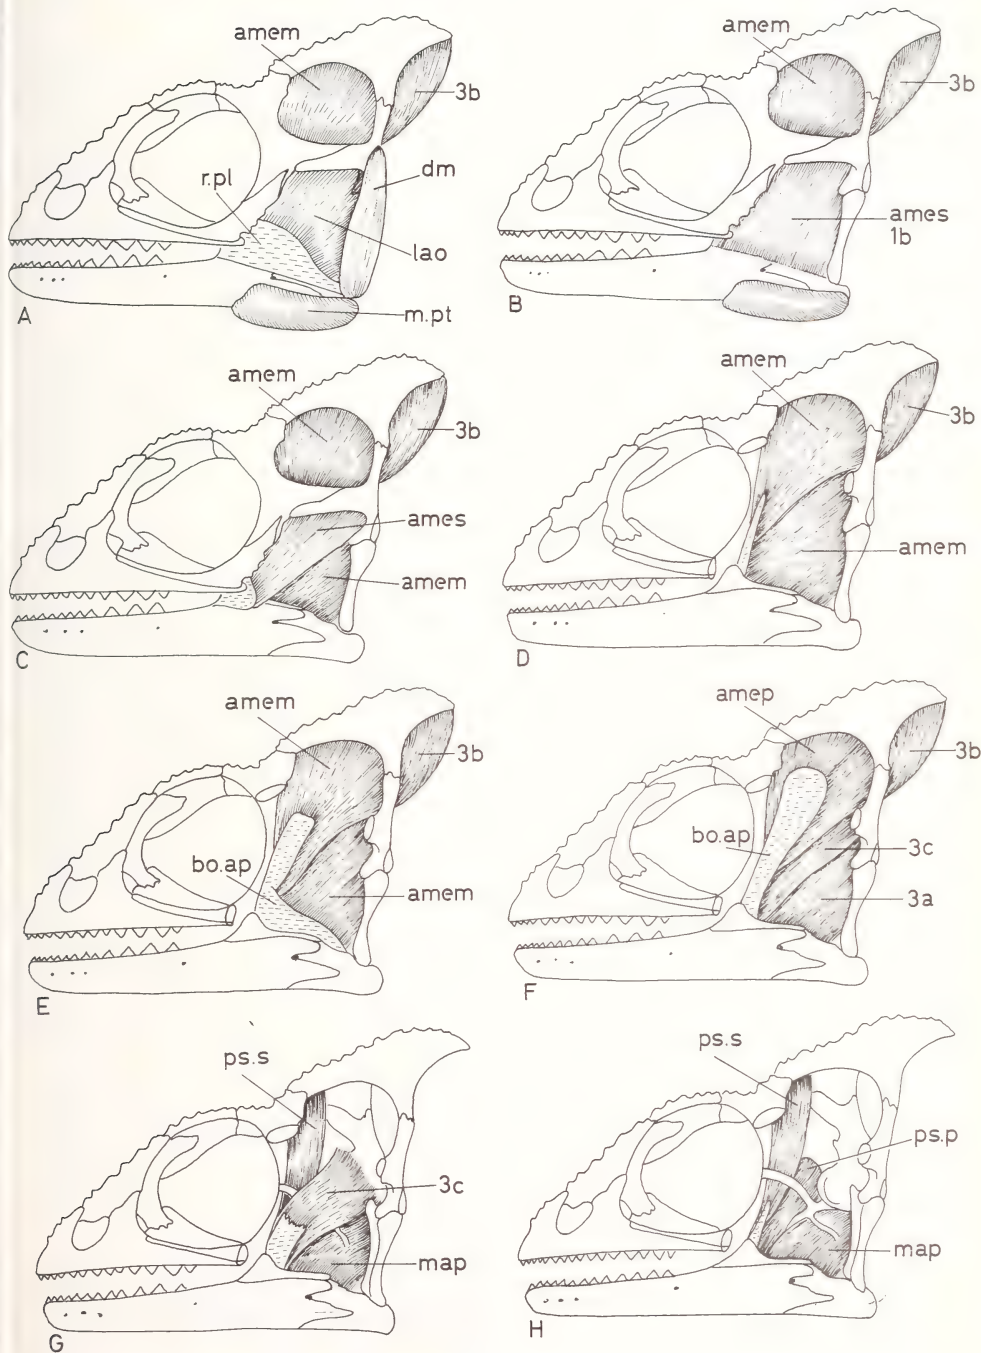 amem
3b
r.pl
dm
lao
m.pt
A
amem
3b
ames
1b
B
amem
3b
ames
amem
C
amem
3b
amem
D
amem
3b
bo.ap
amem
E
amep
3b
bo.ap
3c
3a
F
ps.s
3c
map
G
ps.s
ps.p
map
H